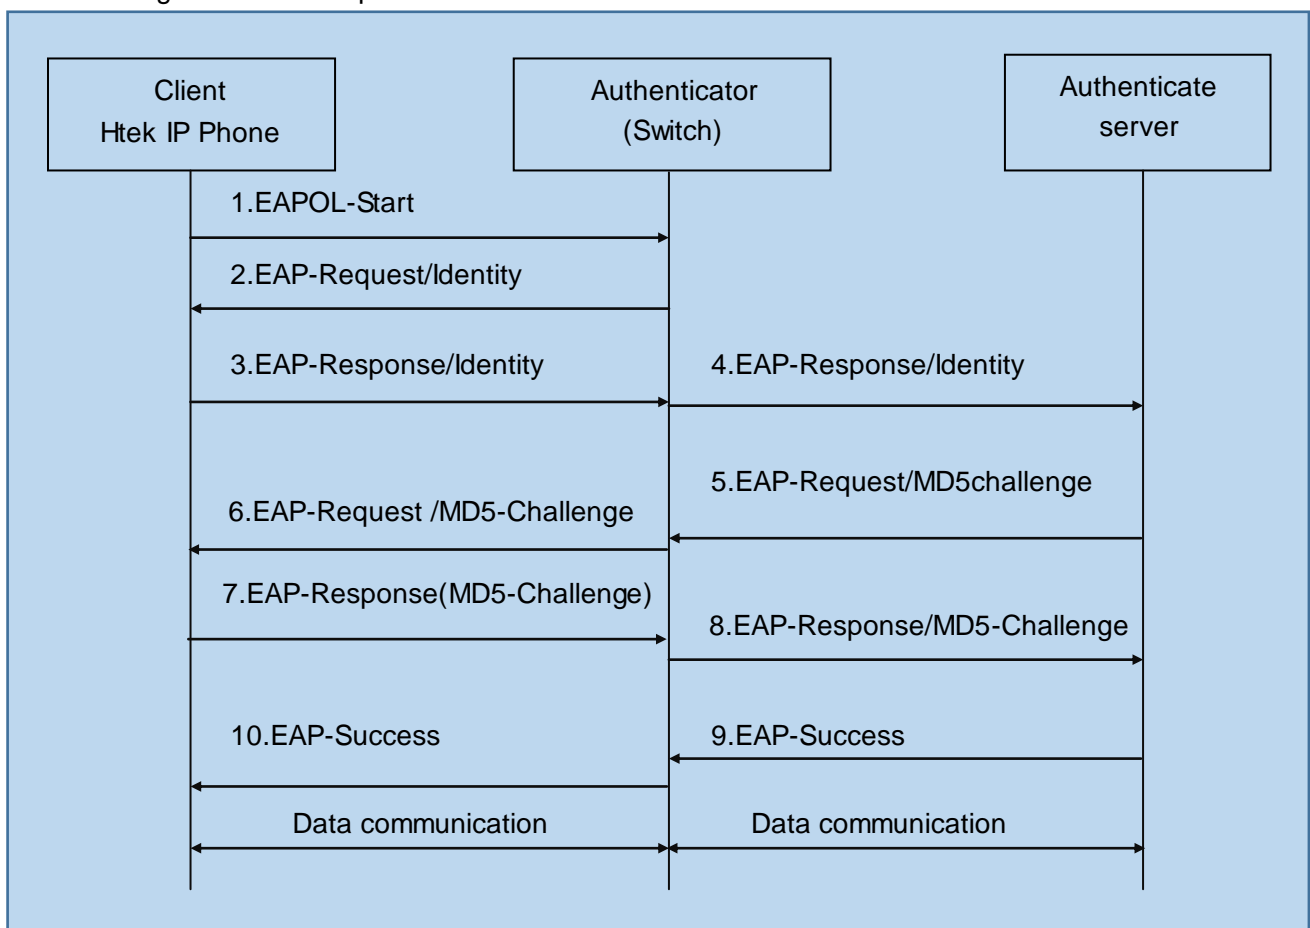 Client
Htek IP Phone
Authenticator
(Switch)
Authenticate
server
1.EAPOL-Start
2.EAP-Request/Identity
3.EAP-Response/Identity
4.EAP-Response/Identity
5.EAP-Request/MD5challenge
6.EAP-Request /MD5-Challenge
7.EAP-Response(MD5-Challenge)
8.EAP-Response/MD5-Challenge
10.EAP-Success
9.EAP-Success
Data communication
Data communication